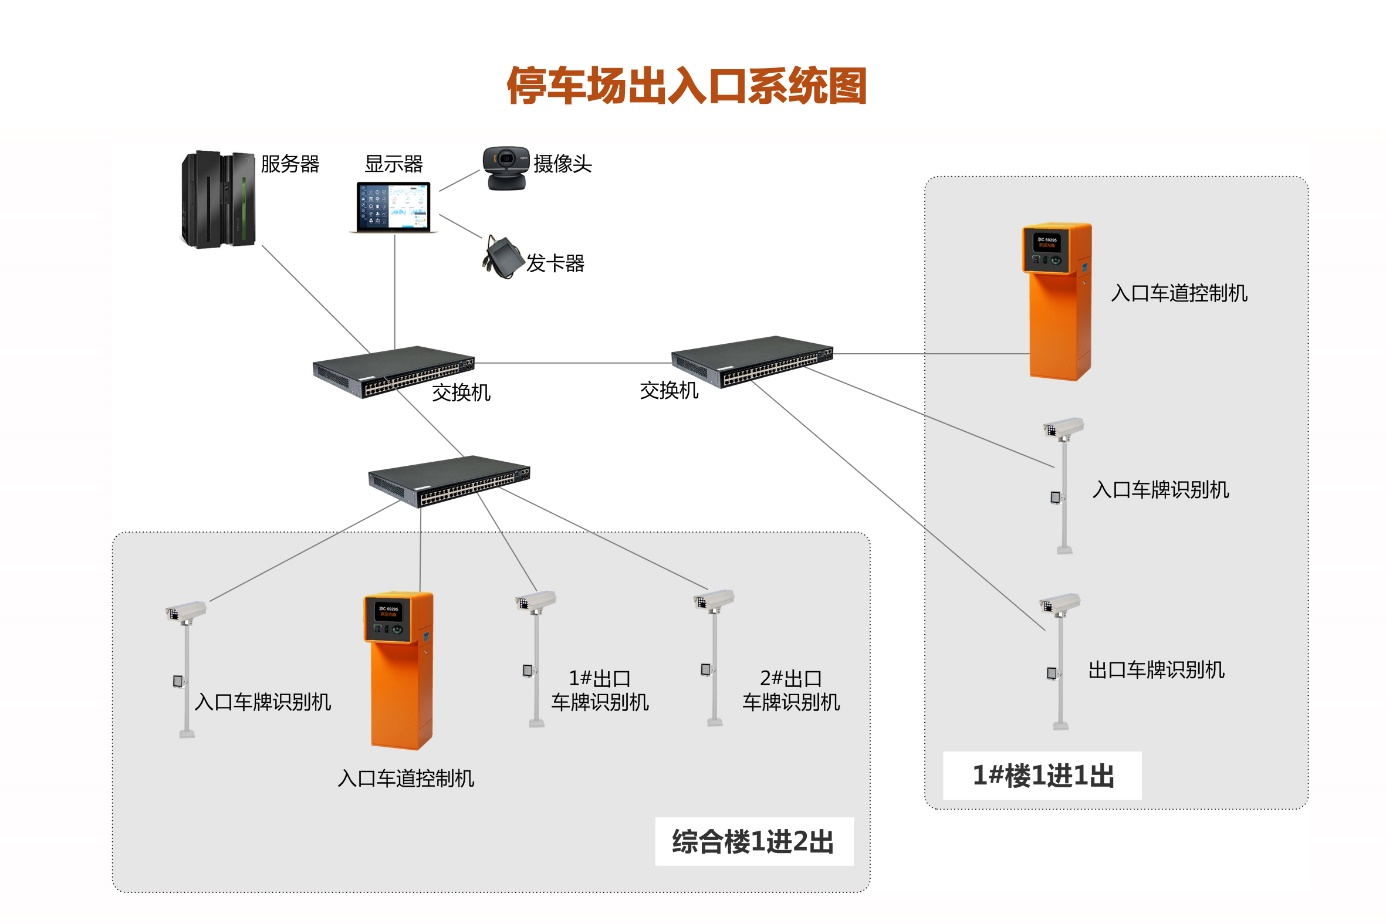 停车场出入口系统图
服务器
显示器
摄像头
发卡器
入口车道控制机
交换机
交换机
入口车牌识别机
出口车牌识别机
1#楼1进1出
入口车牌识别机
1#出口
车牌识别机
2#出口
车牌识别机
入口车道控制机
综合楼1进2出